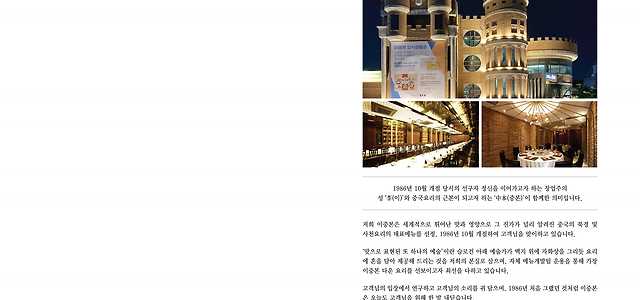 1986년 10월 개점 당시의 선구자 정신을 이어가고자 하는 창업주의
성 '李(이)'와 중국요리의 근본이 되고저 하는 '中本(중본)'이 함께한 의미입니다.
저희 이중본은 세계적으로 뛰어난 맛과 영양으로 그 진가가 널리 알려진 중국의 북경 및
사천요리의 대표메뉴를 선정, 1986년 10월 개점하여 고객님을 맞이하고 있습니다.
'맛으로 표현된 또 하나의 예술'이란 슬로건 아래 예술가가 백지 위에 자화상을 그리듯 요리
에 혼을 담아 제공해 드리는 것을 저희의 본질로 삼으며, 자체 메뉴개발팀 운용을 통해 가장
이중본 다운 요리를 선보이고자 최선을 다하고 있습니다.
고객님의 입장에서 연구하고 고객님의 소리를 귀 담으며, 1986년 처음 그랬던 것처럼 이중본
은 오늘도 고객님을 위해 한 발 내딛습니다